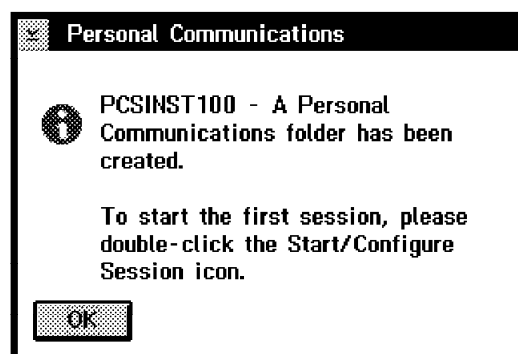 Personal Communications
PCSINST100 - A Personal
Communications folder has been
created.
To start the first session, please
double-click the Start/Configure
Session icon.
OK